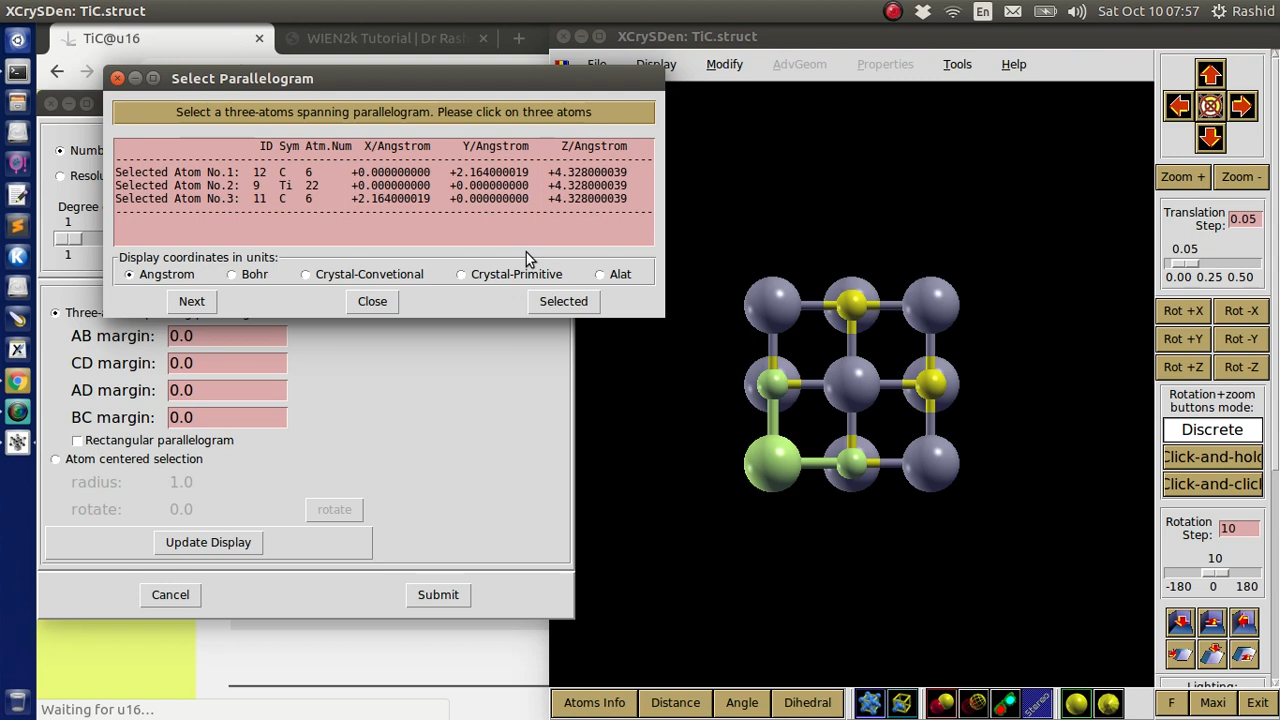 XCrySDen: TiC.struct
En
Sat Oct 10 07:57
Rashid
TiC@u16
WIEN2k Tutorial | Dr Rash
XCrySDen: TiC.struct
File Display Modify AdvGeom Properties Tools Help
Select Parallelogram
Select a three-atoms spanning parallelogram. Please click on three atoms
ID Sym Atm.Num X/Angstrom Y/Angstrom Z/Angstrom
Selected Atom No.1: 12 C 6 +0.000000000 +2.164000019 +4.328000039
Selected Atom No.2: 9 Ti 22 +0.000000000 +0.000000000 +4.328000039
Selected Atom No.3: 11 C 6 +2.164000019 +0.000000000 +4.328000039
Display coordinates in units:
Angstrom Bohr Crystal-Convetional Crystal-Primitive Alat
Next Close Selected
Numb
Resolu
Degree
1
1
Three-
AB margin: 0.0
CD margin: 0.0
AD margin: 0.0
BC margin: 0.0
Rectangular parallelogram
Atom centered selection
radius: 1.0
rotate: 0.0 rotate
Update Display
Cancel Submit
Waiting for u16...
Zoom + Zoom -
Translation
Step: 0.05
0.05
0.00 0.25 0.50
Rot +X Rot -X
Rot +Y Rot -Y
Rot +Z Rot -Z
Rotation+zoom
buttons mode:
Discrete
Click-and-hold
Click-and-click
Rotation
Step: 10
10
-180 0 180
Lighting:
Atoms Info Distance Angle Dihedral Stereo F Maxi Exit